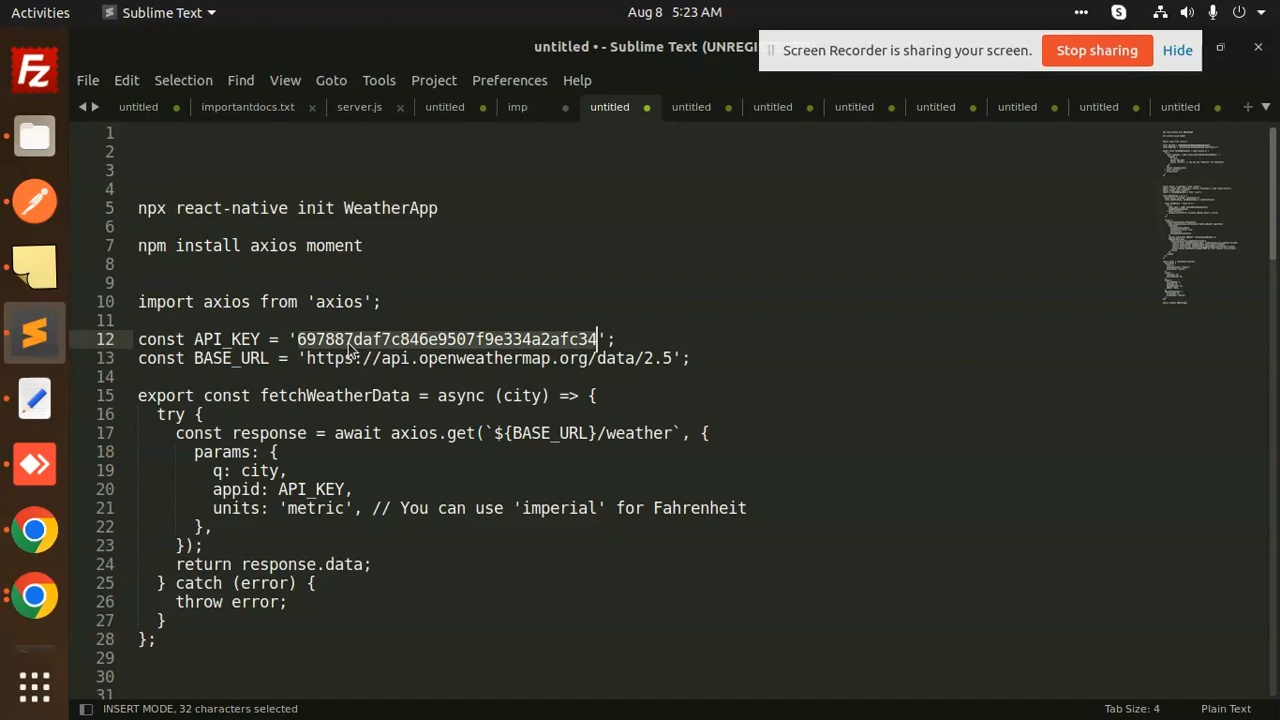 Activities
Sublime Text
Aug 8 5:23 AM
untitled • - Sublime Text (UNREGI
Screen Recorder is sharing your screen.
Stop sharing
Hide
File Edit Selection Find View Goto Tools Project Preferences Help
untitled importantdocs.txt server.js untitled imp untitled untitled untitled untitled untitled untitled untitled untitled
1
2
3
4
5 npx react-native init WeatherApp
6
7 npm install axios moment
8
9
10 import axios from 'axios';
11
12 const API_KEY = '697887daf7c846e9507f9e334a2afc34';
13 const BASE_URL = 'https://api.openweathermap.org/data/2.5';
14
15 export const fetchWeatherData = async (city) => {
16 try {
17 const response = await axios.get(`${BASE_URL}/weather`, {
18 params: {
19 q: city,
20 appid: API_KEY,
21 units: 'metric', // You can use 'imperial' for Fahrenheit
22 },
23 });
24 return response.data;
25 } catch (error) {
26 throw error;
27 }
28 };
29
30
31
INSERT MODE, 32 characters selected
Tab Size: 4
Plain Text